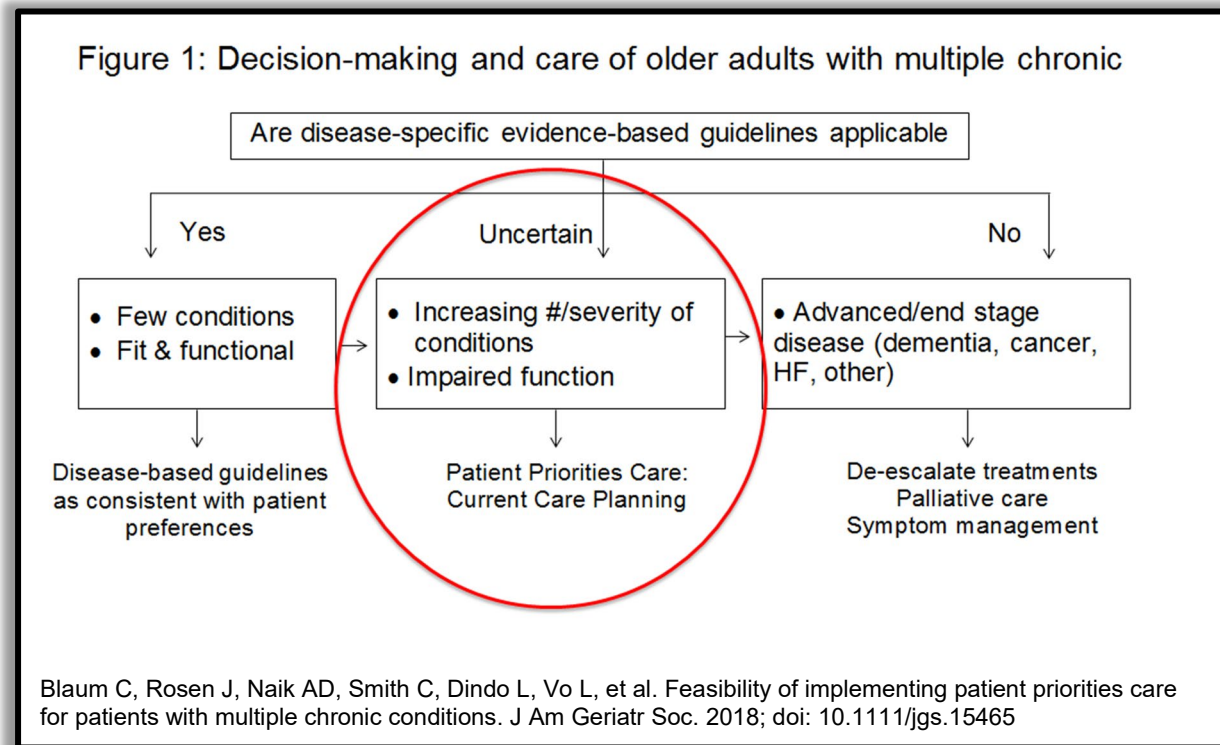 Figure 1: Decision-making and care of older adults with multiple chronic
Are disease-specific evidence-based guidelines applicable
Yes
Uncertain
No
• Few conditions
• Fit & functional
• Increasing #/severity of
conditions
• Impaired function
• Advanced/end stage
disease (dementia, cancer,
HF, other)
Disease-based guidelines
as consistent with patient
preferences
Patient Priorities Care:
Current Care Planning
De-escalate treatments
Palliative care
Symptom management
Blaum C, Rosen J, Naik AD, Smith C, Dindo L, Vo L, et al. Feasibility of implementing patient priorities care
for patients with multiple chronic conditions. J Am Geriatr Soc. 2018; doi: 10.1111/jgs.15465